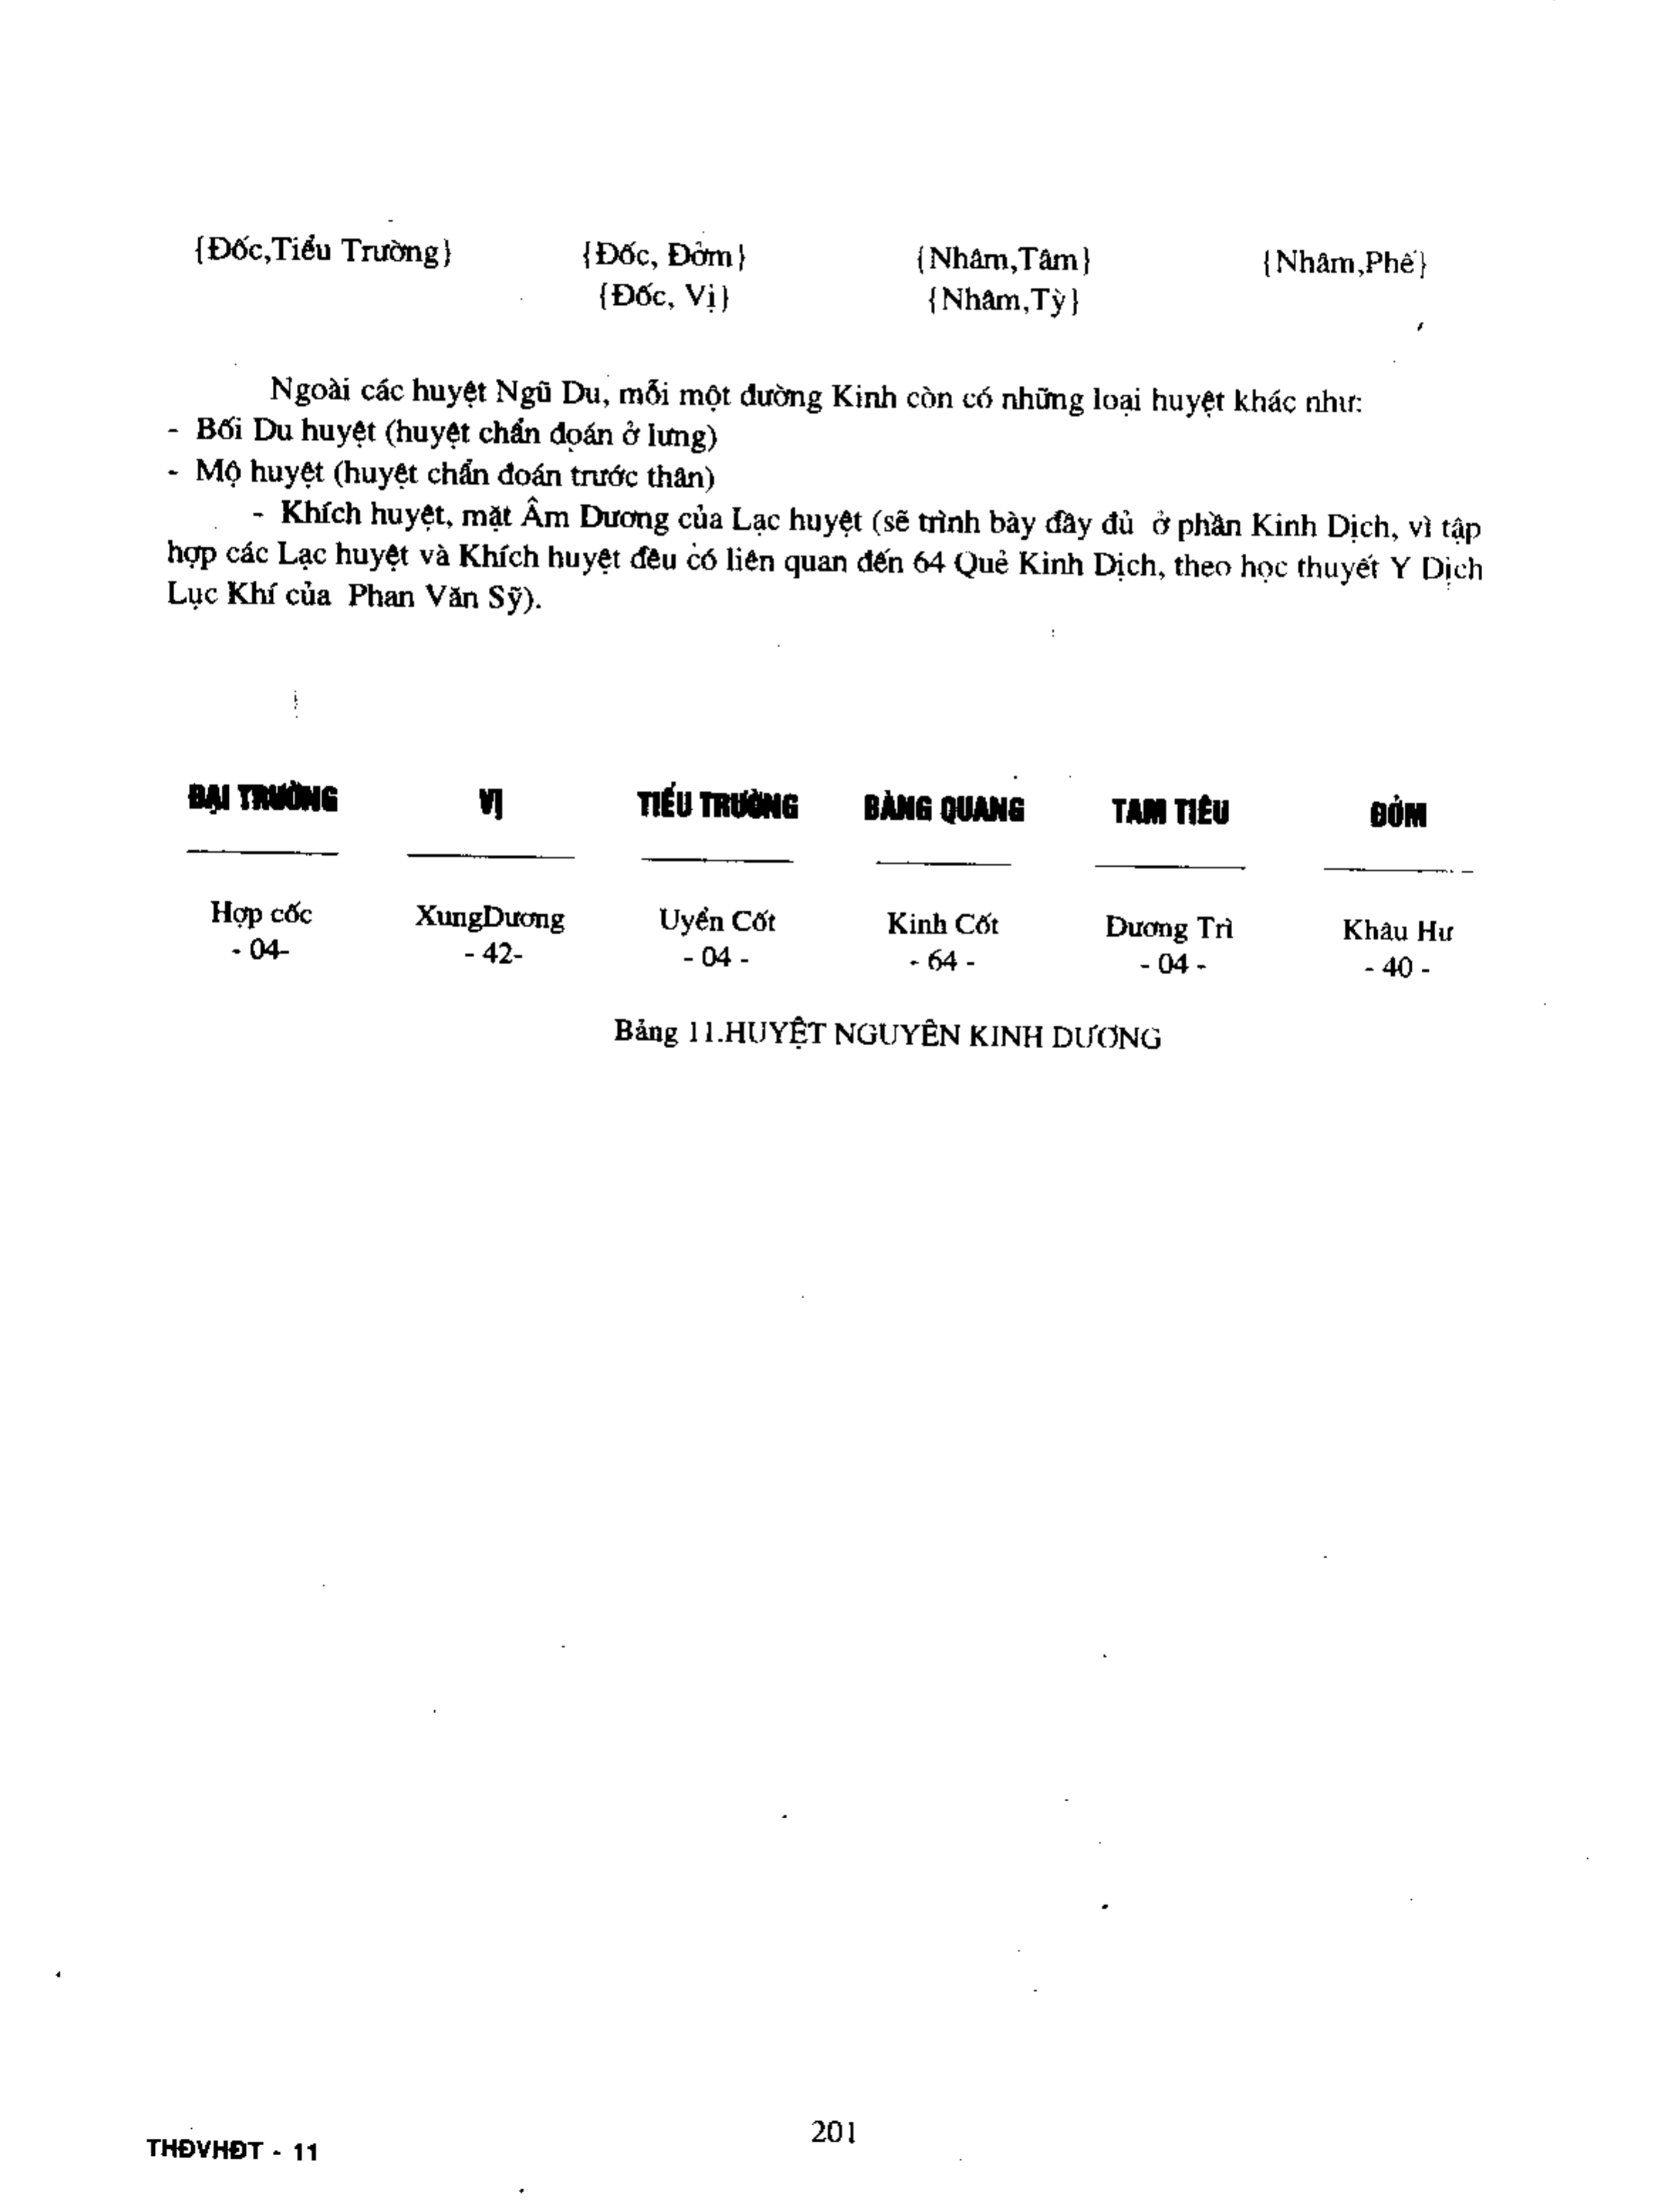 {Đốc,Tiểu Trường} {Đốc, Đởm} {Nhâm,Tâm} {Nhâm,Phế}
{Đốc, Vị} {Nhâm,Tỳ}
Ngoài các huyệt Ngũ Du, mỗi một đường Kinh còn có những loại huyệt khác như:
- Bối Du huyệt (huyệt chẩn đoán ở lưng)
- Mộ huyệt (huyệt chẩn đoán trước thân)
- Khích huyệt, mặt Âm Dương của Lạc huyệt (sẽ trình bày đầy đủ ở phần Kinh Dịch, vì tập
hợp các Lạc huyệt và Khích huyệt đều có liên quan đến 64 Quẻ Kinh Dịch, theo học thuyết Y Dịch
Lục Khí của Phan Văn Sỹ).
ĐẠI TRƯỜNG VỊ TIỂU TRƯỜNG BÀNG QUANG TAM TIÊU ĐỞM
Hợp cốc XungDương Uyển Cốt Kinh Cốt Dương Trì Khâu Hư
- 04- - 42- - 04 - - 64 - - 04 - - 40 -
Bảng 11.HUYỆT NGUYÊN KINH DƯƠNG
201
THĐVHĐT - 11